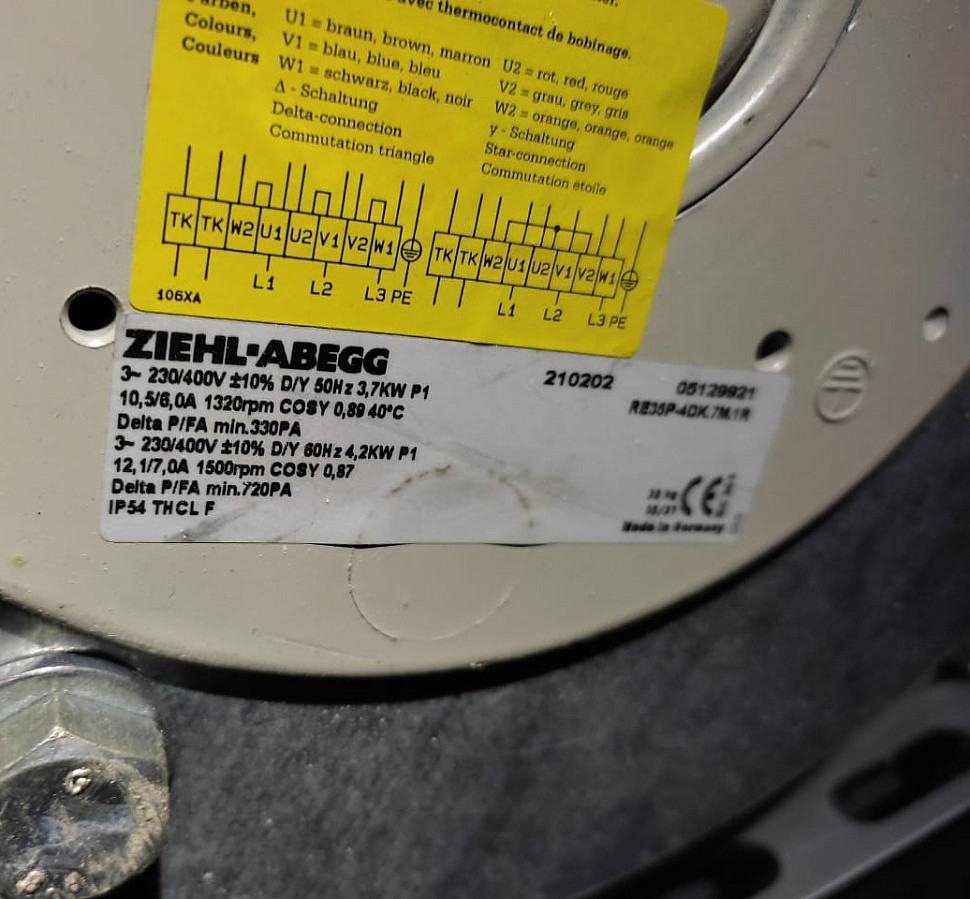 avec thermocontact de bobinage.
Farben,
Colours,
Couleurs
U1 = braun, brown, marron
V1 = blau, blue, bleu
W1 = schwarz, black, noir
Δ - Schaltung
Delta-connection
Commutation triangle
U2 = rot, red, rouge
V2 = grau, grey, gris
W2 = orange, orange, orange
y - Schaltung
Star-connection
Commutation etoile
TK TK W2 U1 U2 V1 V2 W1
L1 L2 L3 PE
TK TK W2 U1 U2 V1 V2 W1
L1 L2 L3 PE
106XA
ZIEHL-ABEGG
3~ 230/400V ±10% D/Y 50Hz 3,7KW P1
10,5/6,0A 1320rpm COSY 0,89 40°C
Delta P/FA min.330PA
3~ 230/400V ±10% D/Y 60Hz 4,2KW P1
12,1/7,0A 1500rpm COSY 0,87
Delta P/FA min.720PA
IP54 THCL F
210202
05129921
RE35P-4DK.7M.1R
CE
Made in Germany